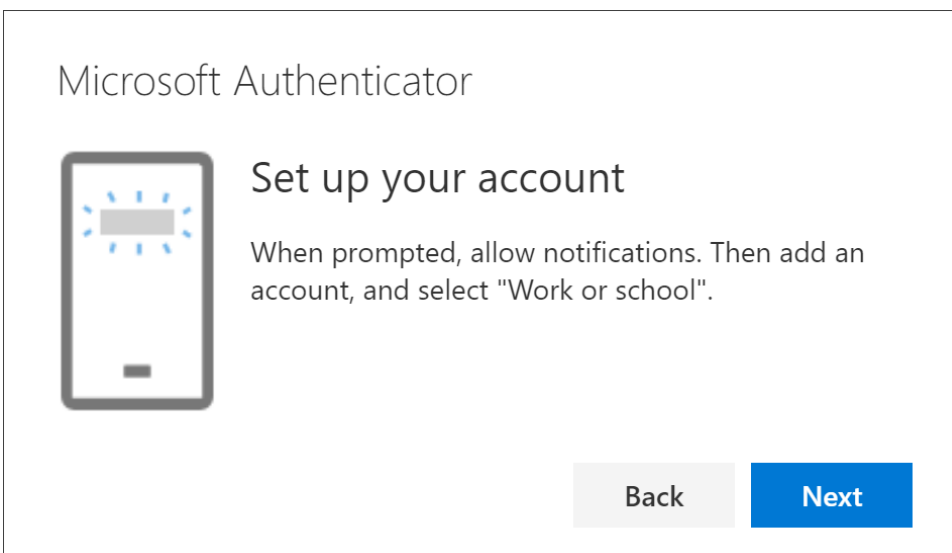 Microsoft Authenticator
Set up your account
When prompted, allow notifications. Then add an
account, and select "Work or school".
Back
Next